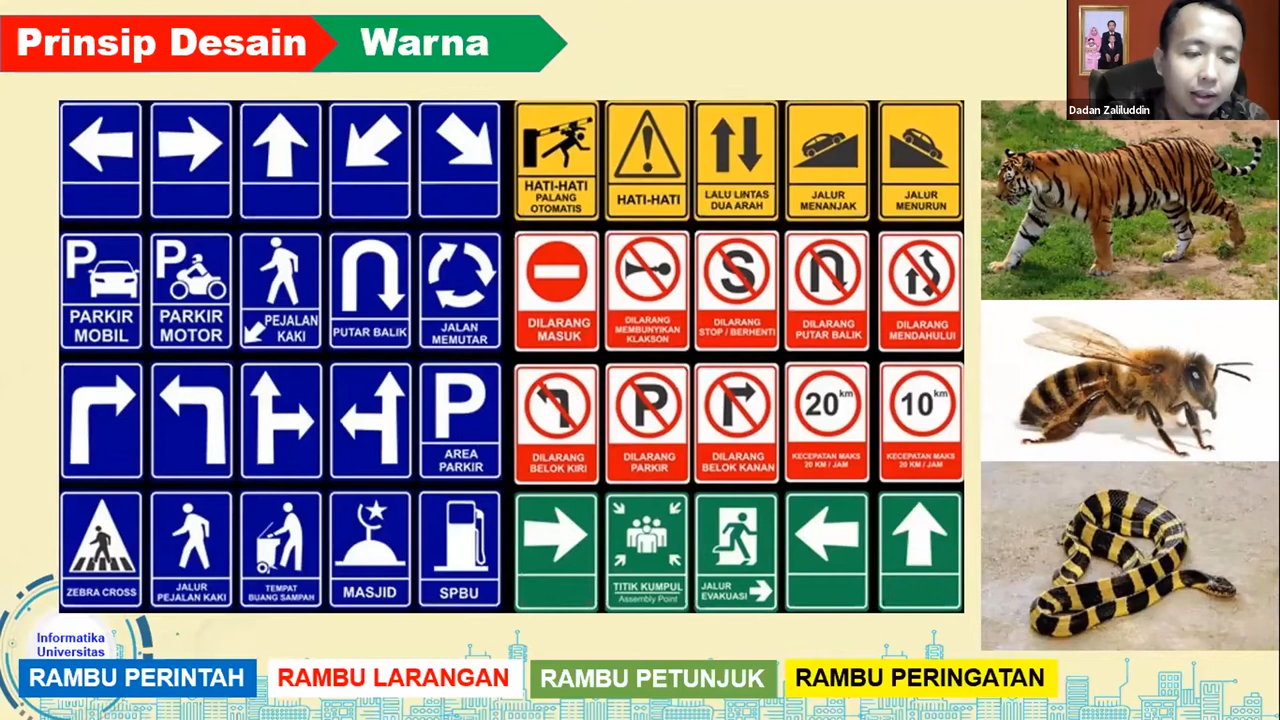 Prinsip Desain
Warna
Dadan Zaliluddin
HATI-HATI
PALANG
OTOMATIS
HATI-HATI
LALU LINTAS
DUA ARAH
JALUR
MENANJAK
JALUR
MENURUN
P
PARKIR
MOBIL
P
PARKIR
MOTOR
PEJALAN
KAKI
PUTAR BALIK
JALAN
MEMUTAR
DILARANG
MASUK
DILARANG
MEMBUNYIKAN
KLAKSON
S
DILARANG
STOP / BERHENTI
DILARANG
PUTAR BALIK
DILARANG
MENDAHULUI
P
AREA
PARKIR
DILARANG
BELOK KIRI
P
DILARANG
PARKIR
DILARANG
BELOK KANAN
20 km
KECEPATAN MAKS
20 KM / JAM
10 km
KECEPATAN MAKS
20 KM / JAM
ZEBRA CROSS
JALUR
PEJALAN KAKI
TEMPAT
BUANG SAMPAH
MASJID
SPBU
TITIK KUMPUL
Assembly Point
JALUR
EVAKUASI
Informatika
Universitas
RAMBU PERINTAH
RAMBU LARANGAN
RAMBU PETUNJUK
RAMBU PERINGATAN